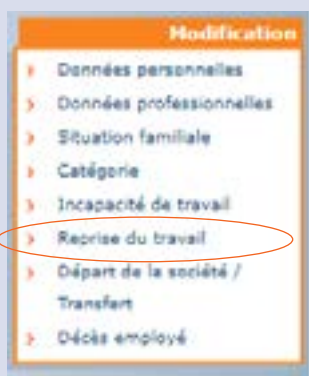 Modification
Données personnelles
Données professionnelles
Situation familiale
Catégorie
Incapacité de travail
Reprise du travail
Départ de la société /
Transfert
Décès employé